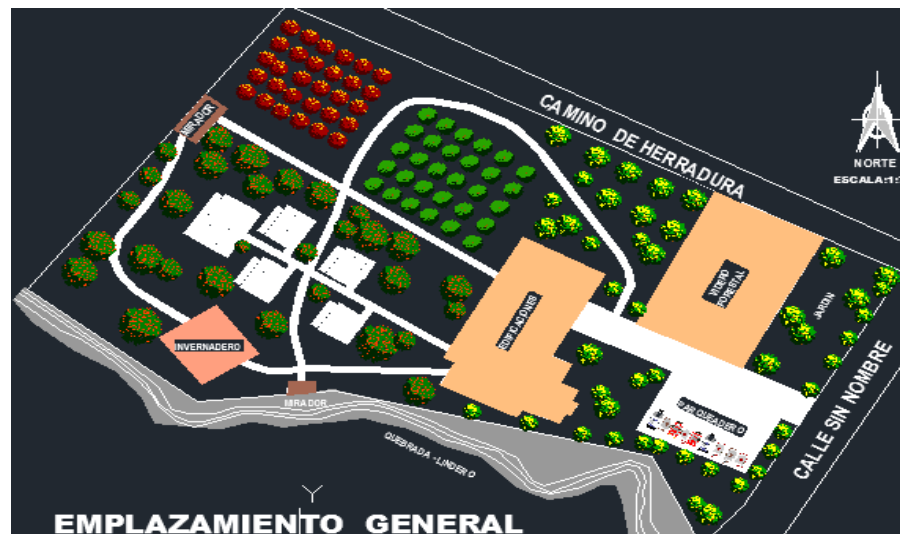 CAMINO DE HERRADURA
MIRADOR
NORTE
ESCALA:1:
VIDERO
FORESTAL
JARDIN
EDIFICACIONES
INVERNADERO
MIRADOR
PARQUEADERO
CALLE SIN NOMBRE
QUEBRADA -LINDERO
Y
EMPLAZAMIENTO GENERAL